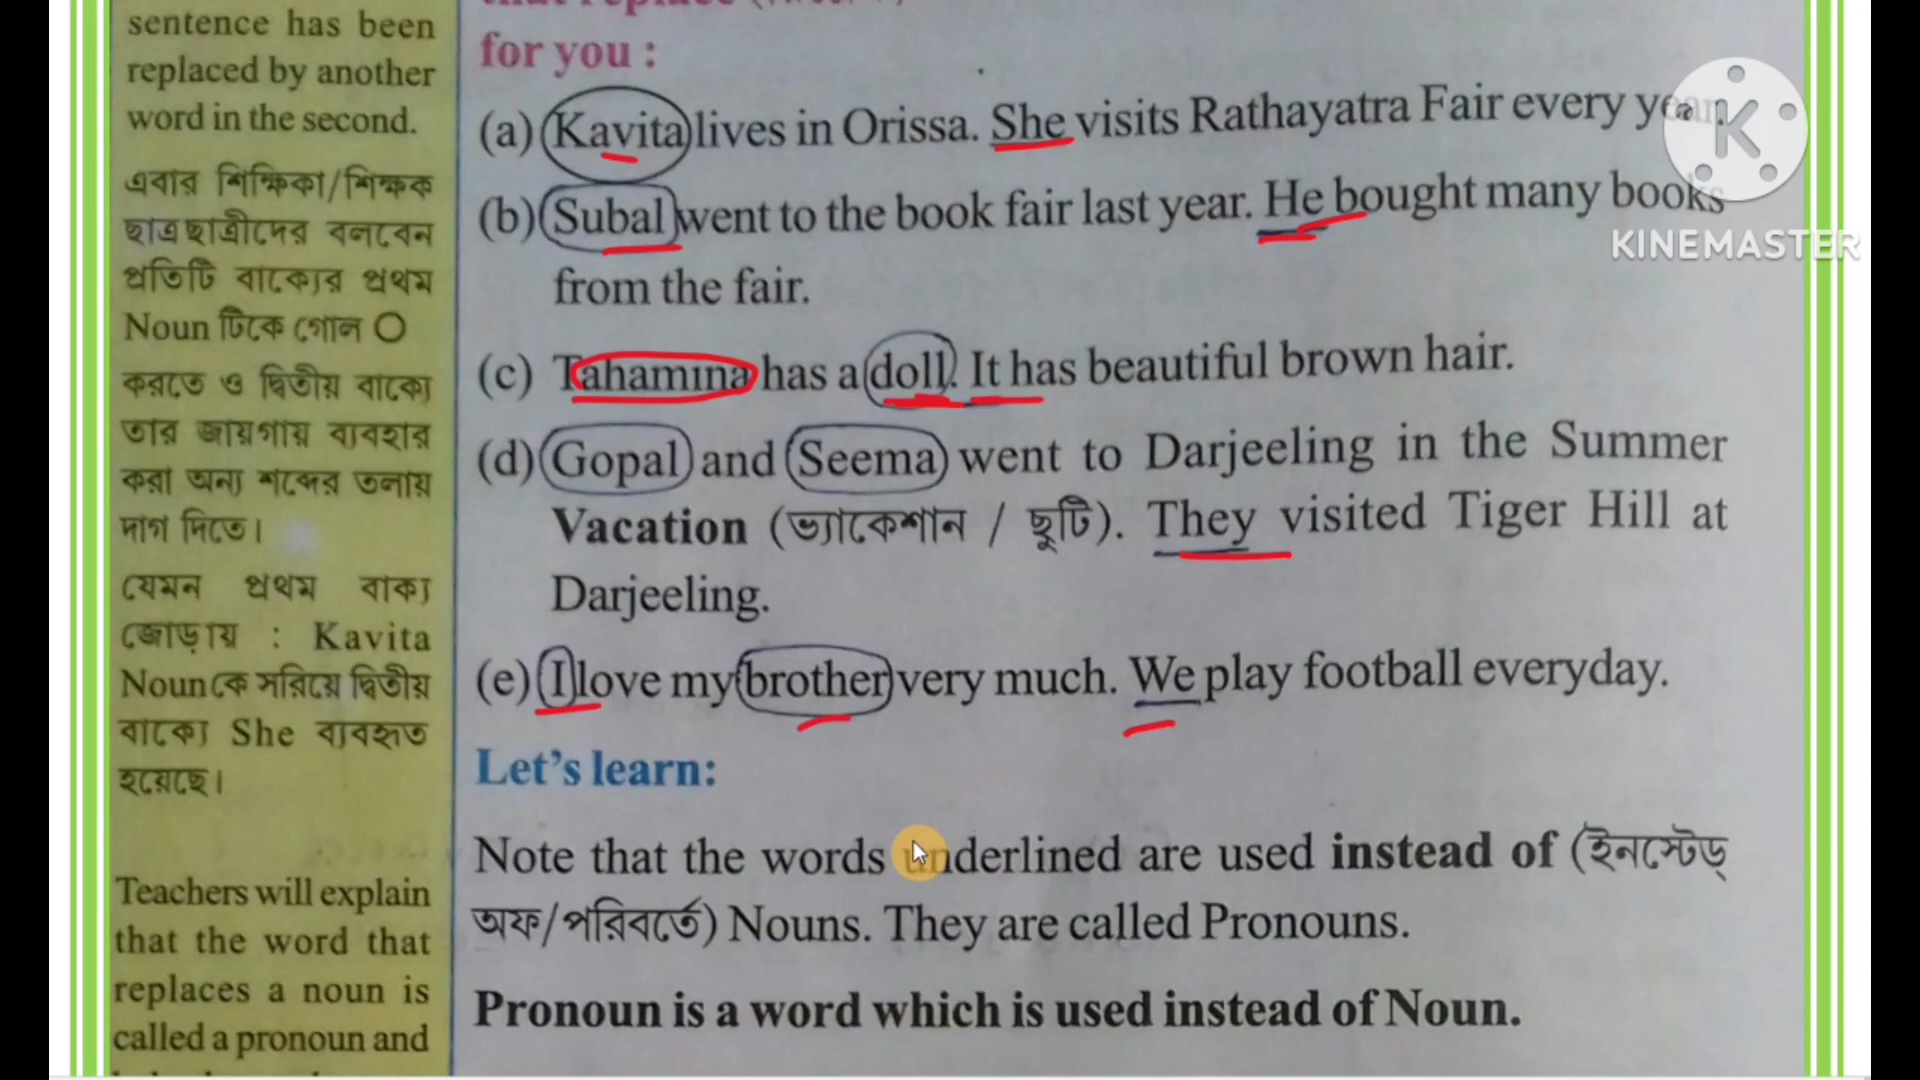 sentence has been
replaced by another
word in the second.
এবার শিক্ষিকা/শিক্ষক
ছাত্রছাত্রীদের বলবেন
প্রতিটি বাক্যের প্রথম
Noun টিকে গোল O
করতে ও দ্বিতীয় বাক্যে
তার জায়গায় ব্যবহার
করা অন্য শব্দের তলায়
দাগ দিতে।
যেমন প্রথম বাক্য
জোড়ায় : Kavita
Nounকে সরিয়ে দ্বিতীয়
বাক্যে She ব্যবহৃত
হয়েছে।
Teachers will explain
that the word that
replaces a noun is
called a pronoun and
that replace
for you :
(a) Kavita lives in Orissa. She visits Rathayatra Fair every year.
(b) Subal went to the book fair last year. He bought many books
from the fair.
(c) Tahamina has a doll. It has beautiful brown hair.
(d) Gopal and Seema went to Darjeeling in the Summer
Vacation (ভ্যাকেশান / ছুটি). They visited Tiger Hill at
Darjeeling.
(e) I love my brother very much. We play football everyday.
Let's learn:
Note that the words underlined are used instead of (ইনস্টেড্
অফ/পরিবর্তে) Nouns. They are called Pronouns.
Pronoun is a word which is used instead of Noun.
K
KINEMASTER